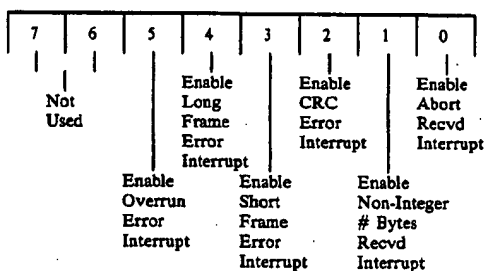 7 6 5 4 3 2 1 0
Not
Used
Enable
Long
Frame
Error
Interrupt
Enable
CRC
Error
Interrupt
Enable
Abort
Recvd
Interrupt
Enable
Overrun
Error
Interrupt
Enable
Short
Frame
Error
Interrupt
Enable
Non-Integer
# Bytes
Recvd
Interrupt